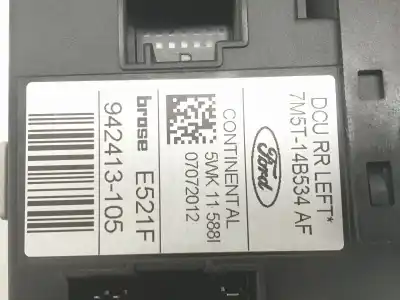 DCU RR LEFT*
7M5T-14B534 AF
Ford
CONTINENTAL
5WK 11 588I
07072012
brose E521F
942413-105